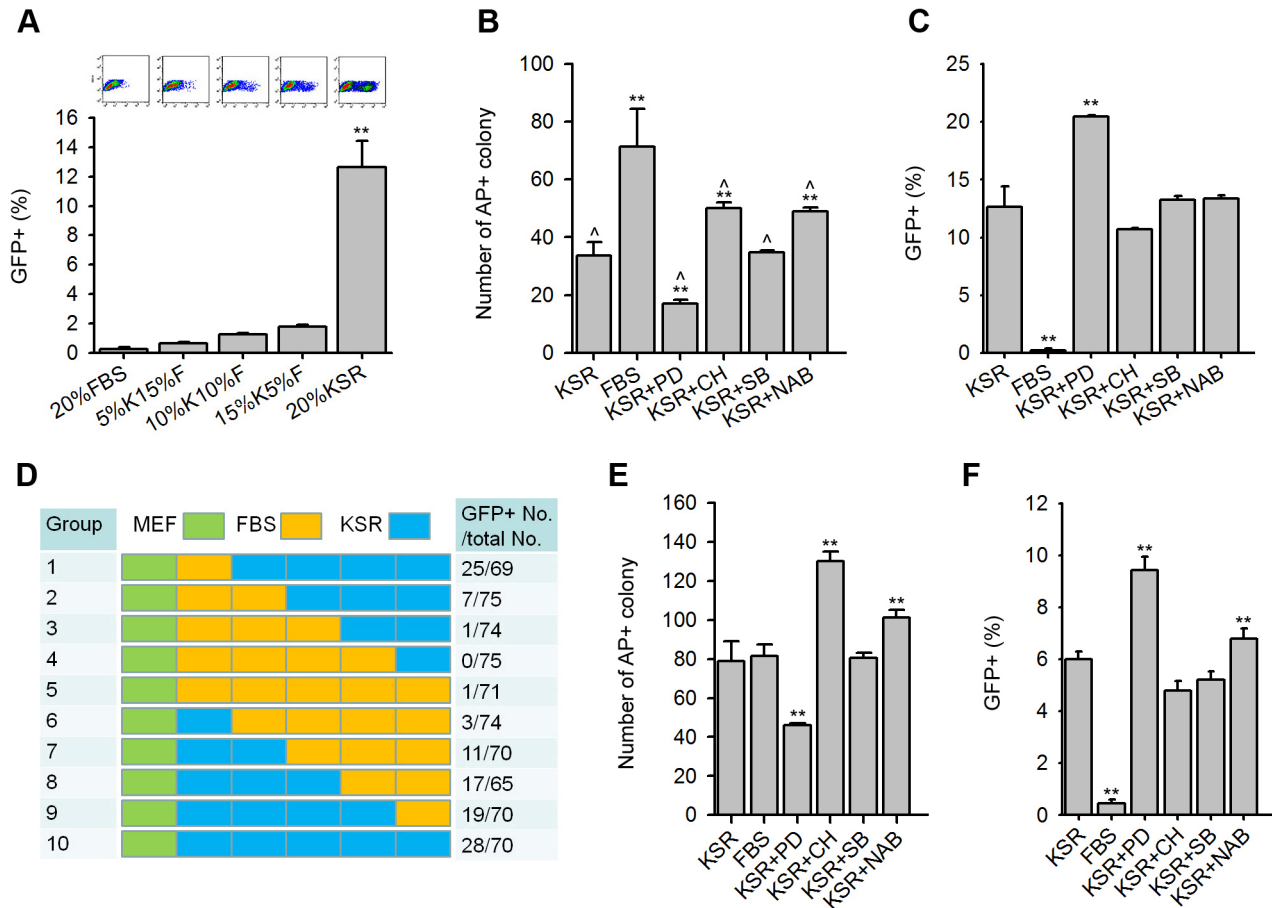 A
GFP+ (%)
16
14
12
10
8
6
4
2
0
**
20%FBS
5%K15%F
10%K10%F
15%K5%F
20%KSR
B
Number of AP+ colony
100
80
60
40
20
0
^
**
^
**
^
**
^
^
**
KSR
FBS
KSR+PD
KSR+CH
KSR+SB
KSR+NAB
C
GFP+ (%)
25
20
15
10
5
0
**
**
KSR
FBS
KSR+PD
KSR+CH
KSR+SB
KSR+NAB
D
Group MEF FBS KSR GFP+ No.
/total No.
1 25/69
2 7/75
3 1/74
4 0/75
5 1/71
6 3/74
7 11/70
8 17/65
9 19/70
10 28/70
E
Number of AP+ colony
160
140
120
100
80
60
40
20
0
**
**
**
KSR
FBS
KSR+PD
KSR+CH
KSR+SB
KSR+NAB
F
GFP+ (%)
12
10
8
6
4
2
0
**
**
**
KSR
FBS
KSR+PD
KSR+CH
KSR+SB
KSR+NAB